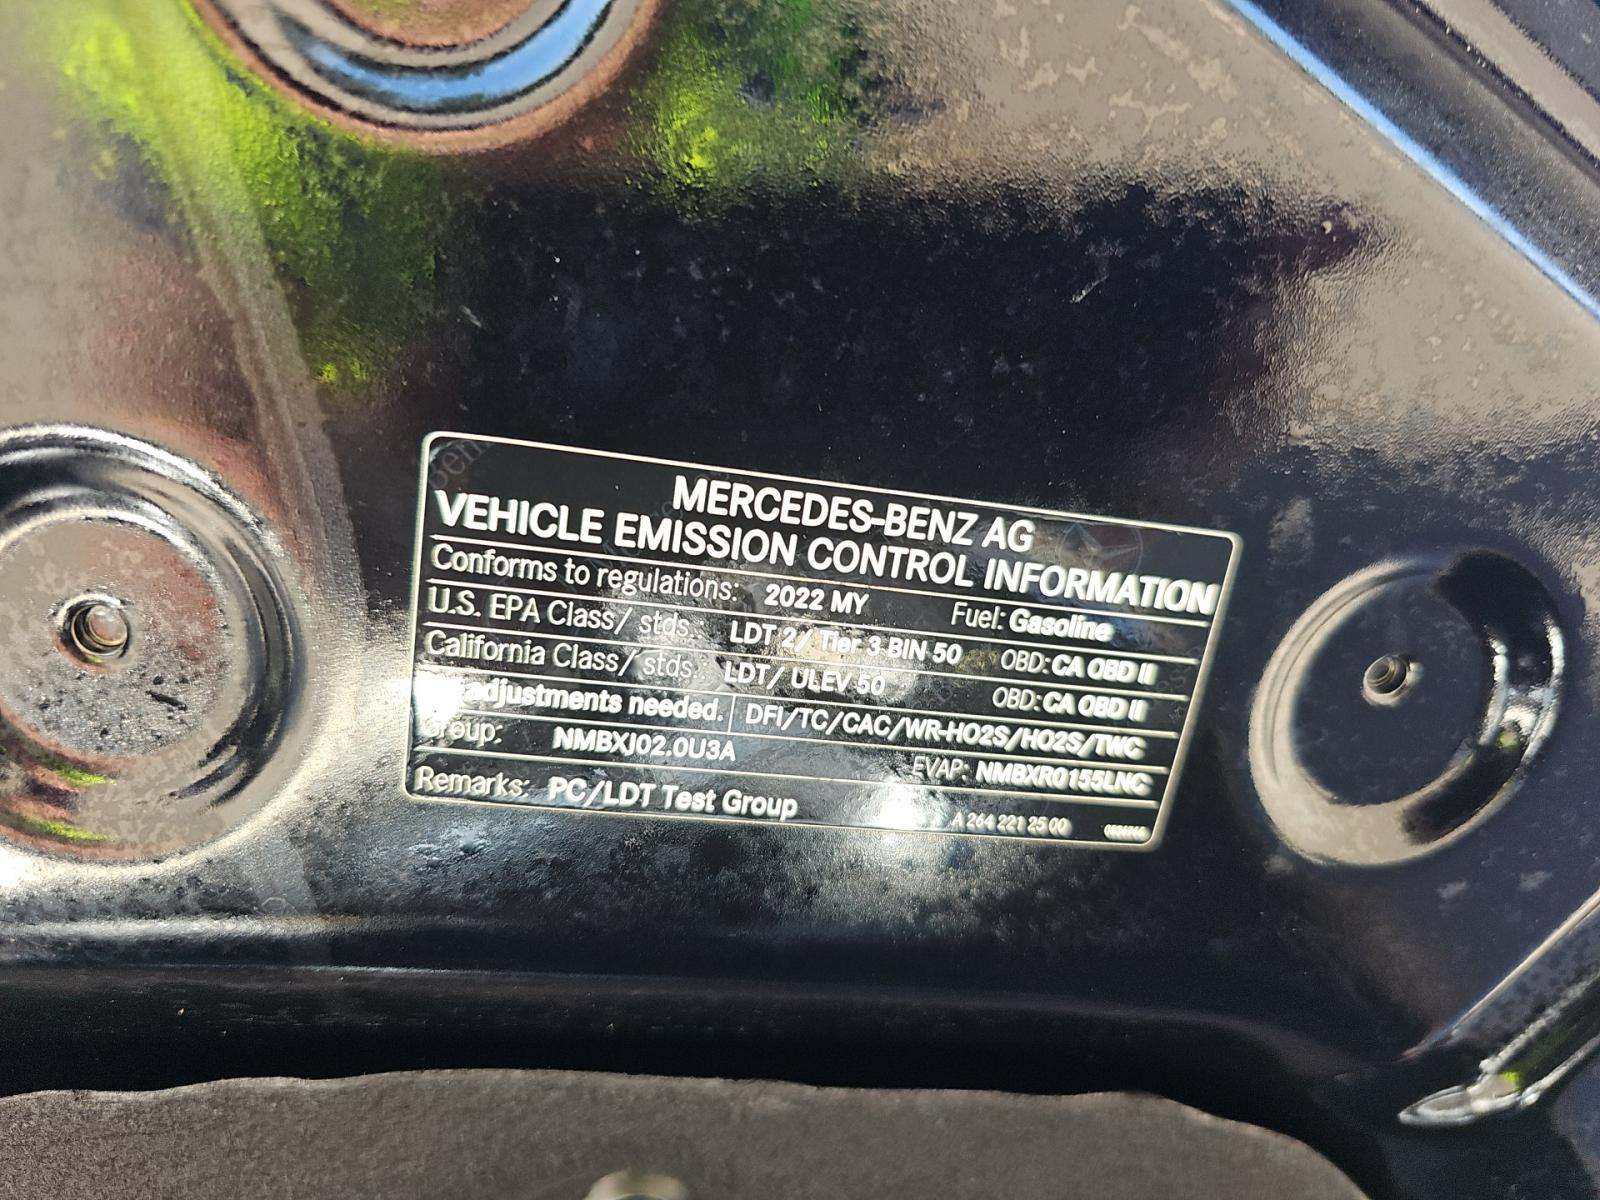 MERCEDES-BENZ AG
VEHICLE EMISSION CONTROL INFORMATION
Conforms to regulations: 2022 MY Fuel: Gasoline
U.S. EPA Class/ stds.: LDT 2/ Tier 3 BIN 50 OBD: CA OBD II
California Class/ stds.: LDT/ ULEV 50 OBD: CA OBD II
adjustments needed. DFI/TC/CAC/WR-HO2S/HO2S/TWC
Group: NMBXJ02.0U3A EVAP: NMBXR0155LNC
Remarks: PC/LDT Test Group A 264 221 25 00